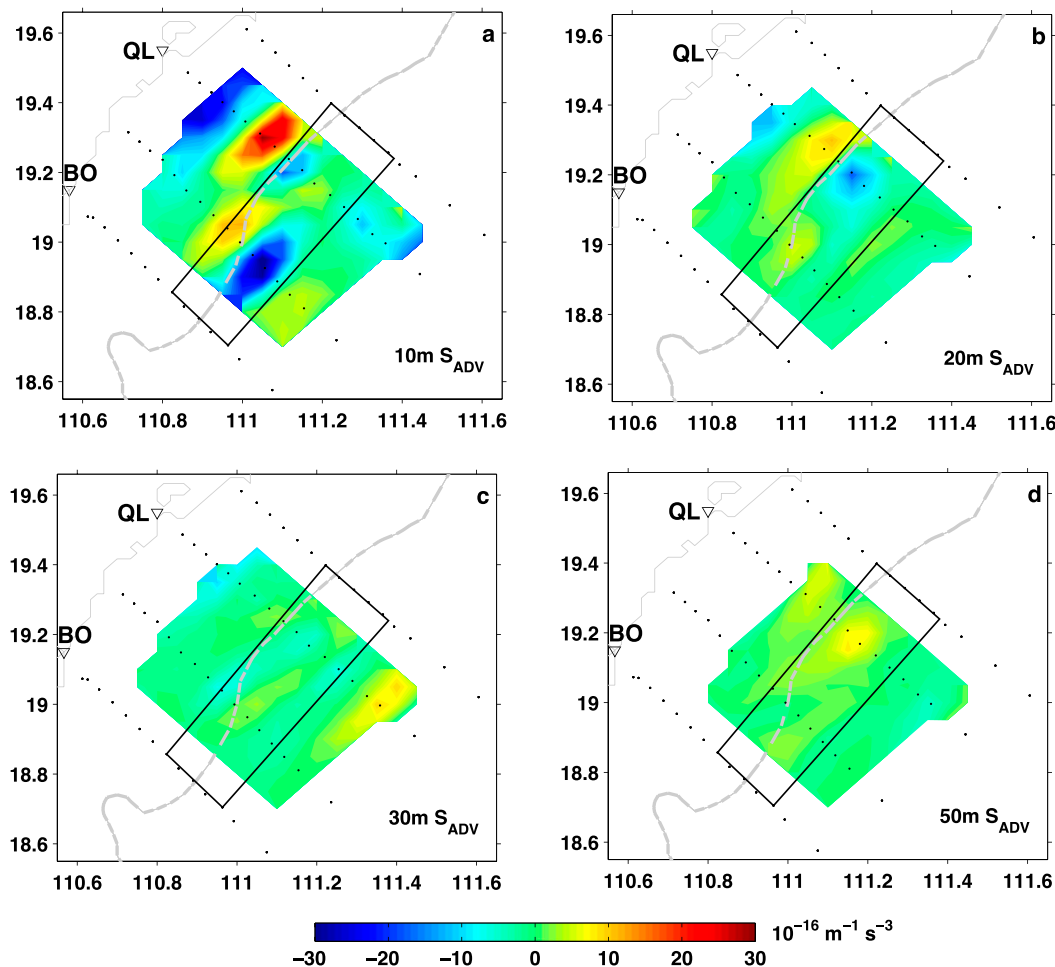 a
19.6
19.4
19.2
19
18.8
18.6
QL
BO
10m S_ADV
110.6 110.8 111 111.2 111.4 111.6
b
19.6
19.4
19.2
19
18.8
18.6
QL
BO
20m S_ADV
110.6 110.8 111 111.2 111.4 111.6
c
19.6
19.4
19.2
19
18.8
18.6
QL
BO
30m S_ADV
110.6 110.8 111 111.2 111.4 111.6
d
19.6
19.4
19.2
19
18.8
18.6
QL
BO
50m S_ADV
110.6 110.8 111 111.2 111.4 111.6
10⁻¹⁶ m⁻¹ s⁻³
−30 −20 −10 0 10 20 30